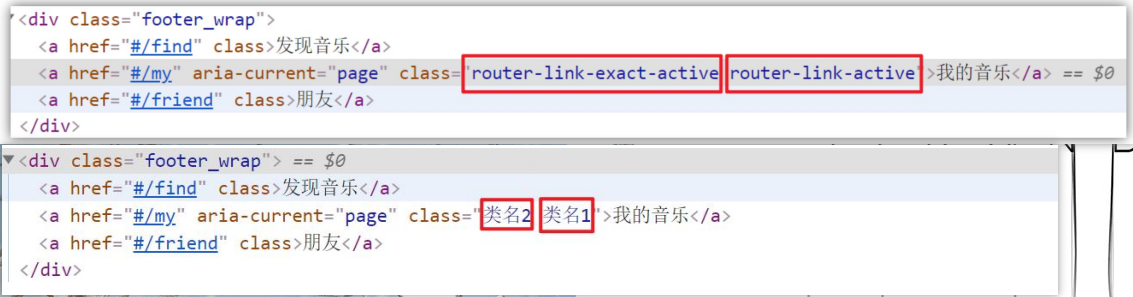 ▼<div class="footer_wrap">
<a href="#/find" class>发现音乐</a>
<a href="#/my" aria-current="page" class="router-link-exact-active router-link-active">我的音乐</a> == $0
<a href="#/friend" class>朋友</a>
</div>
▼<div class="footer_wrap"> == $0
<a href="#/find" class>发现音乐</a>
<a href="#/my" aria-current="page" class="类名2 类名1">我的音乐</a>
<a href="#/friend" class>朋友</a>
</div>